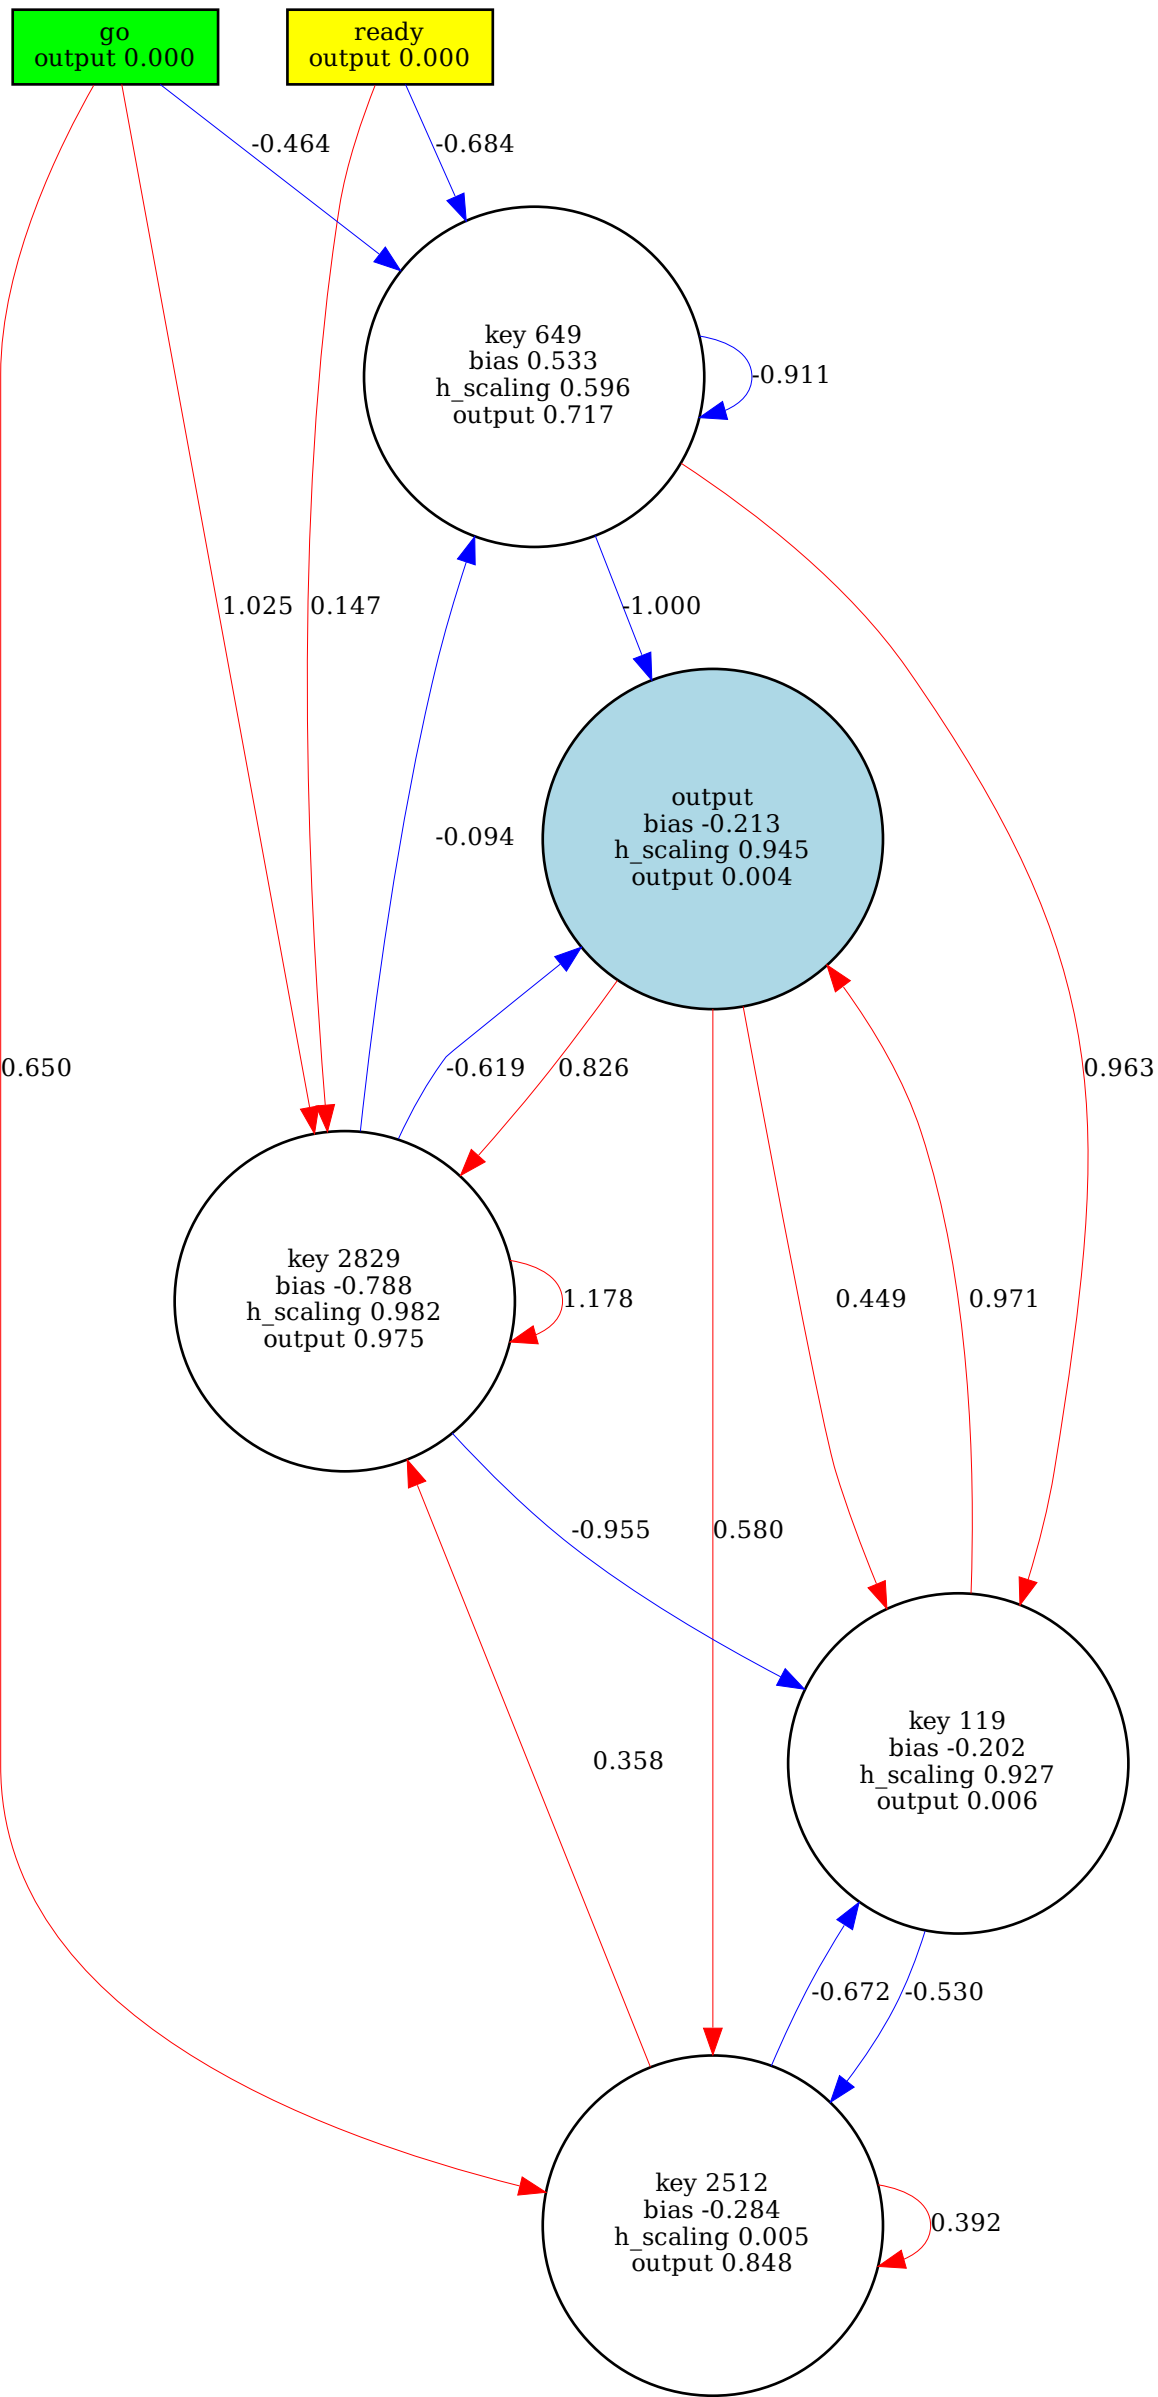 go
output 0.000
ready
output 0.000
-0.464
-0.684
key 649
bias 0.533
h_scaling 0.596
output 0.717
-0.911
1.025
0.147
-1.000
output
bias -0.213
h_scaling 0.945
output 0.004
-0.094
0.650
-0.619
0.826
0.963
key 2829
bias -0.788
h_scaling 0.982
output 0.975
1.178
0.449
0.971
-0.955
0.580
key 119
bias -0.202
h_scaling 0.927
output 0.006
0.358
-0.672
-0.530
key 2512
bias -0.284
h_scaling 0.005
output 0.848
0.392